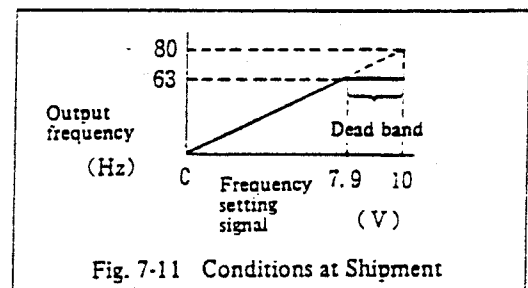 80
63
Output
frequency
(Hz)
Dead band
C
Frequency
setting
signal
7.9
10
(V)
Fig. 7-11 Conditions at Shipment